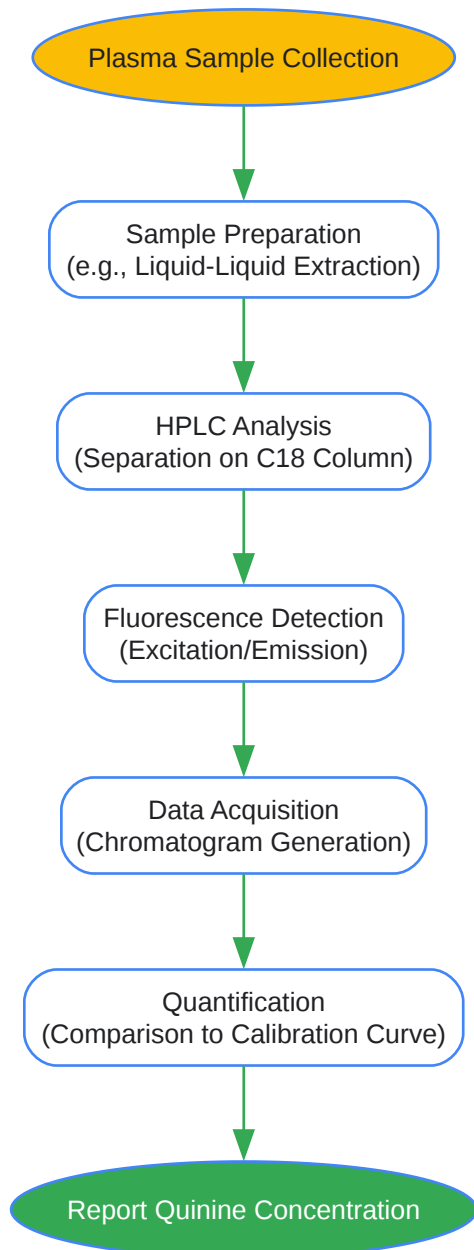 Plasma Sample Collection
Sample Preparation
(e.g., Liquid-Liquid Extraction)
HPLC Analysis
(Separation on C18 Column)
Fluorescence Detection
(Excitation/Emission)
Data Acquisition
(Chromatogram Generation)
Quantification
(Comparison to Calibration Curve)
Report Quinine Concentration